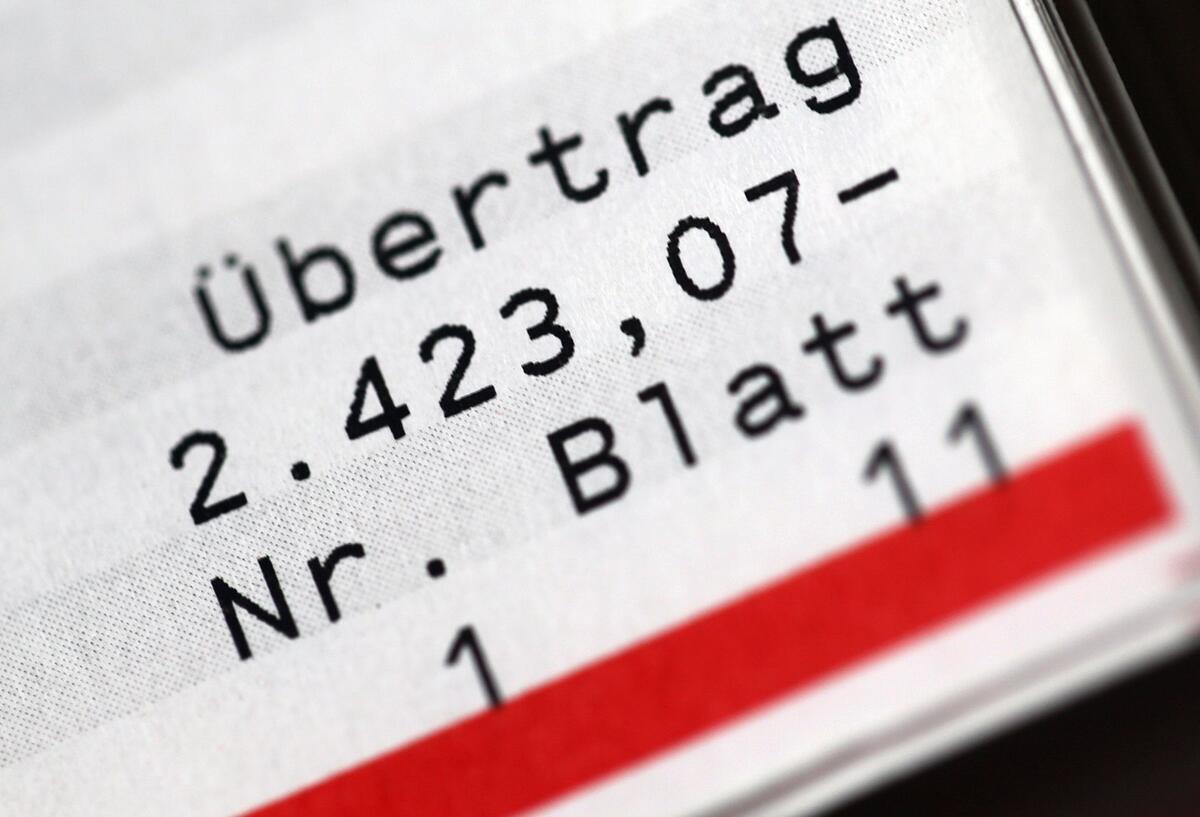 Übertrag
2.423,07-
Nr. Blatt
1 11